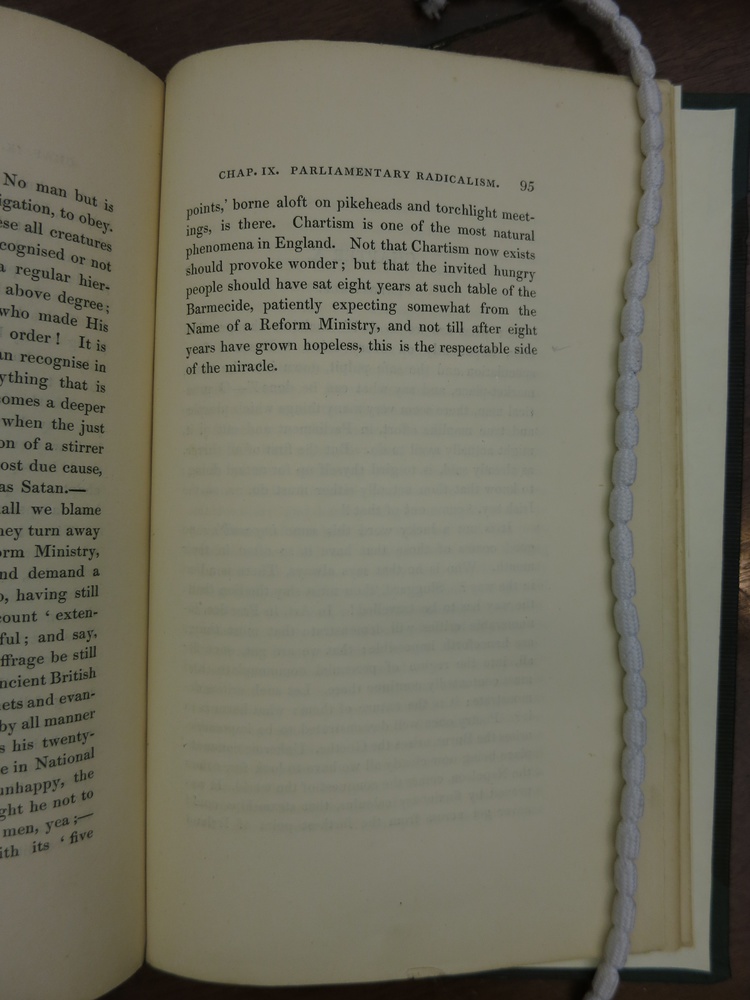 No man but is
igation, to obey.
ese all creatures
cognised or not
a regular hier-
above degree;
who made His
order! It is
an recognise in
ything that is
comes a deeper
when the just
on of a stirrer
ost due cause,
as Satan.—
all we blame
hey turn away
orm Ministry,
nd demand a
o, having still
count ‘ exten-
ful; and say,
ffrage be still
ncient British
ets and evan-
by all manner
s his twenty-
e in National
unhappy, the
ght he not to
men, yea;—
ith its ‘ five
CHAP. IX. PARLIAMENTARY RADICALISM. 95
points,’ borne aloft on pikeheads and torchlight meet-
ings, is there. Chartism is one of the most natural
phenomena in England. Not that Chartism now exists
should provoke wonder; but that the invited hungry
people should have sat eight years at such table of the
Barmecide, patiently expecting somewhat from the
Name of a Reform Ministry, and not till after eight
years have grown hopeless, this is the respectable side
of the miracle.